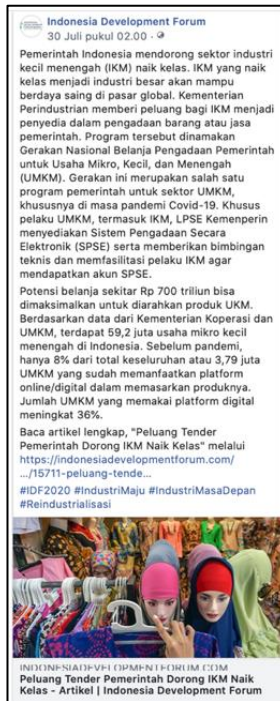 Indonesia Development Forum
30 Juli pukul 02.00 ·
Pemerintah Indonesia mendorong sektor industri
kecil menengah (IKM) naik kelas. IKM yang naik
kelas menjadi industri besar akan mampu
berdaya saing di pasar global. Kementerian
Perindustrian memberi peluang bagi IKM menjadi
penyedia dalam pengadaan barang atau jasa
pemerintah. Program tersebut dinamakan
Gerakan Nasional Belanja Pengadaan Pemerintah
untuk Usaha Mikro, Kecil, dan Menengah
(UMKM). Gerakan ini merupakan salah satu
program pemerintah untuk sektor UMKM,
khususnya di masa pandemi Covid-19. Khusus
pelaku UMKM, termasuk IKM, LPSE Kemenperin
menyediakan Sistem Pengadaan Secara
Elektronik (SPSE) serta memberikan bimbingan
teknis dan memfasilitasi pelaku IKM agar
mendapatkan akun SPSE.
Potensi belanja sekitar Rp 700 triliun bisa
dimaksimalkan untuk diarahkan produk UKM.
Berdasarkan data dari Kementerian Koperasi dan
UMKM, terdapat 59,2 juta usaha mikro kecil
menengah di Indonesia. Sebelum pandemi,
hanya 8% dari total keseluruhan atau 3,79 juta
UMKM yang sudah memanfaatkan platform
online/digital dalam memasarkan produknya.
Jumlah UMKM yang memakai platform digital
meningkat 36%.
Baca artikel lengkap, "Peluang Tender
Pemerintah Dorong IKM Naik Kelas" melalui
https://indonesiadevelopmentforum.com/
.../15711-peluang-tende...
#IDF2020 #IndustriMaju #IndustriMasaDepan
#Reindustrialisasi
INDONESIADEVELOPMENTFORUM.COM
Peluang Tender Pemerintah Dorong IKM Naik
Kelas - Artikel | Indonesia Development Forum